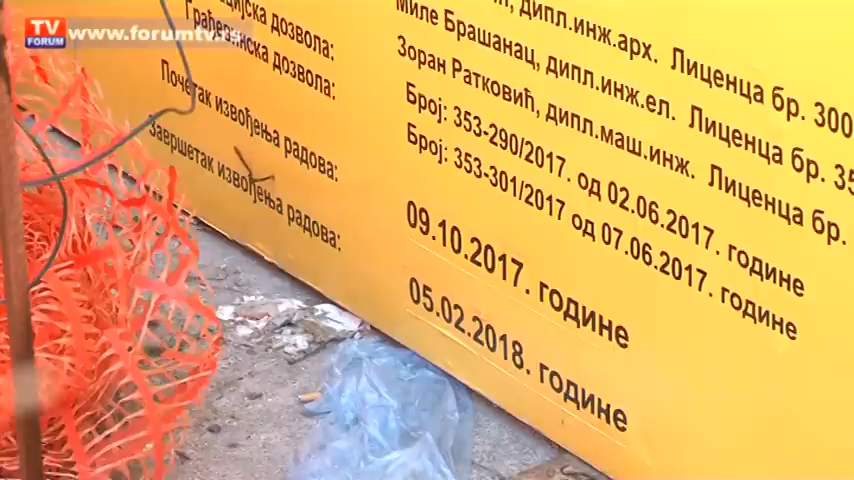 TV FORUM www.forumtv.rs
дипл.инж.арх. Лиценца бр. 300
Миле Брашанац, дипл.инж.ел. Лиценца бр. 35
Зоран Ратковић, дипл.маш.инж. Лиценца бр.
дозвола: Број: 353-290/2017. од 02.06.2017. године
Грађевинска дозвола: Број: 353-301/2017 од 07.06.2017. године
Почетак извођења радова: 09.10.2017. године
Завршетак извођења радова: 05.02.2018. године